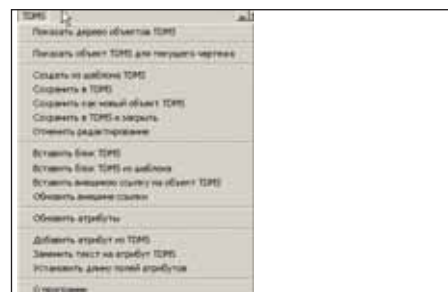 TDMS
Показать дерево объектов TDMS
Показать объект TDMS для текущего чертежа
Создать из шаблона TDMS
Сохранить в TDMS
Сохранить как новый объект TDMS
Сохранить в TDMS и закрыть
Отменить редактирование
Вставить блок TDMS
Вставить блок TDMS из шаблона
Вставить внешнюю ссылку на объект TDMS
Обновить внешние ссылки
Обновить атрибуты
Добавить атрибут из TDMS
Заменить текст на атрибут TDMS
Установить длину полей атрибутов
О программе